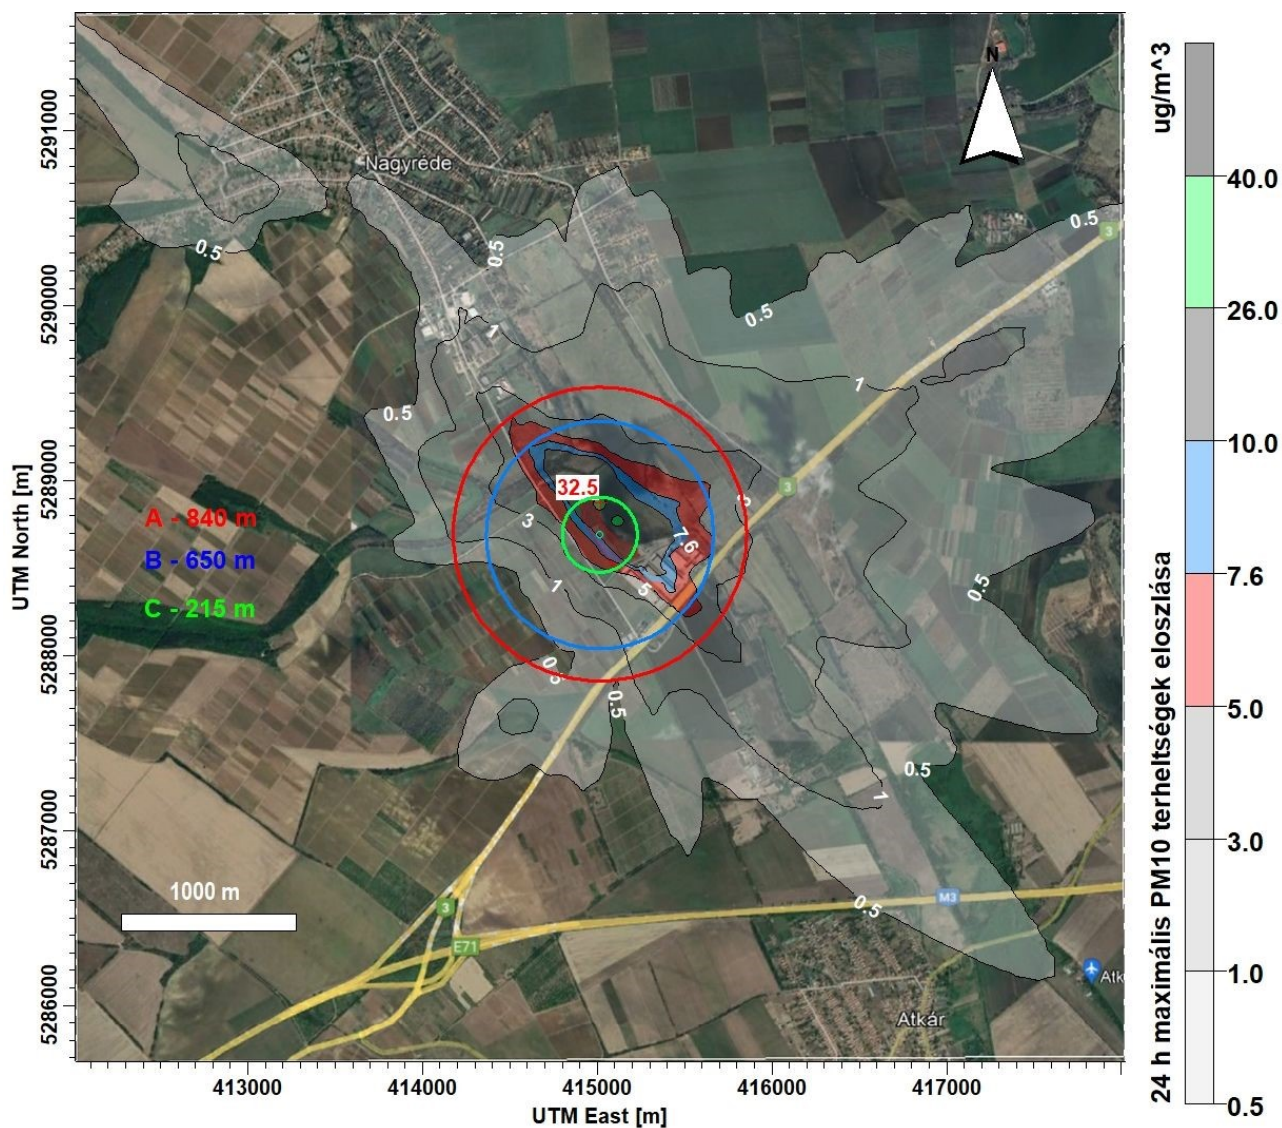 N
Nagyréde
0.5
0.5
0.5
0.5
3
1
1
0.5
3
32.5
A - 840 m
B - 650 m
C - 215 m
3
3
7.6
5
1
0.5
0.5
0.5
0.5
1
1000 m
0.5
M3
3
E71
Atkár
Atk
UTM North [m]
5291000
5290000
5289000
5288000
5287000
5286000
413000
414000
415000
416000
417000
UTM East [m]
24 h maximális PM10 terheltségek eloszlása
ug/m^3
40.0
26.0
10.0
7.6
5.0
3.0
1.0
0.5